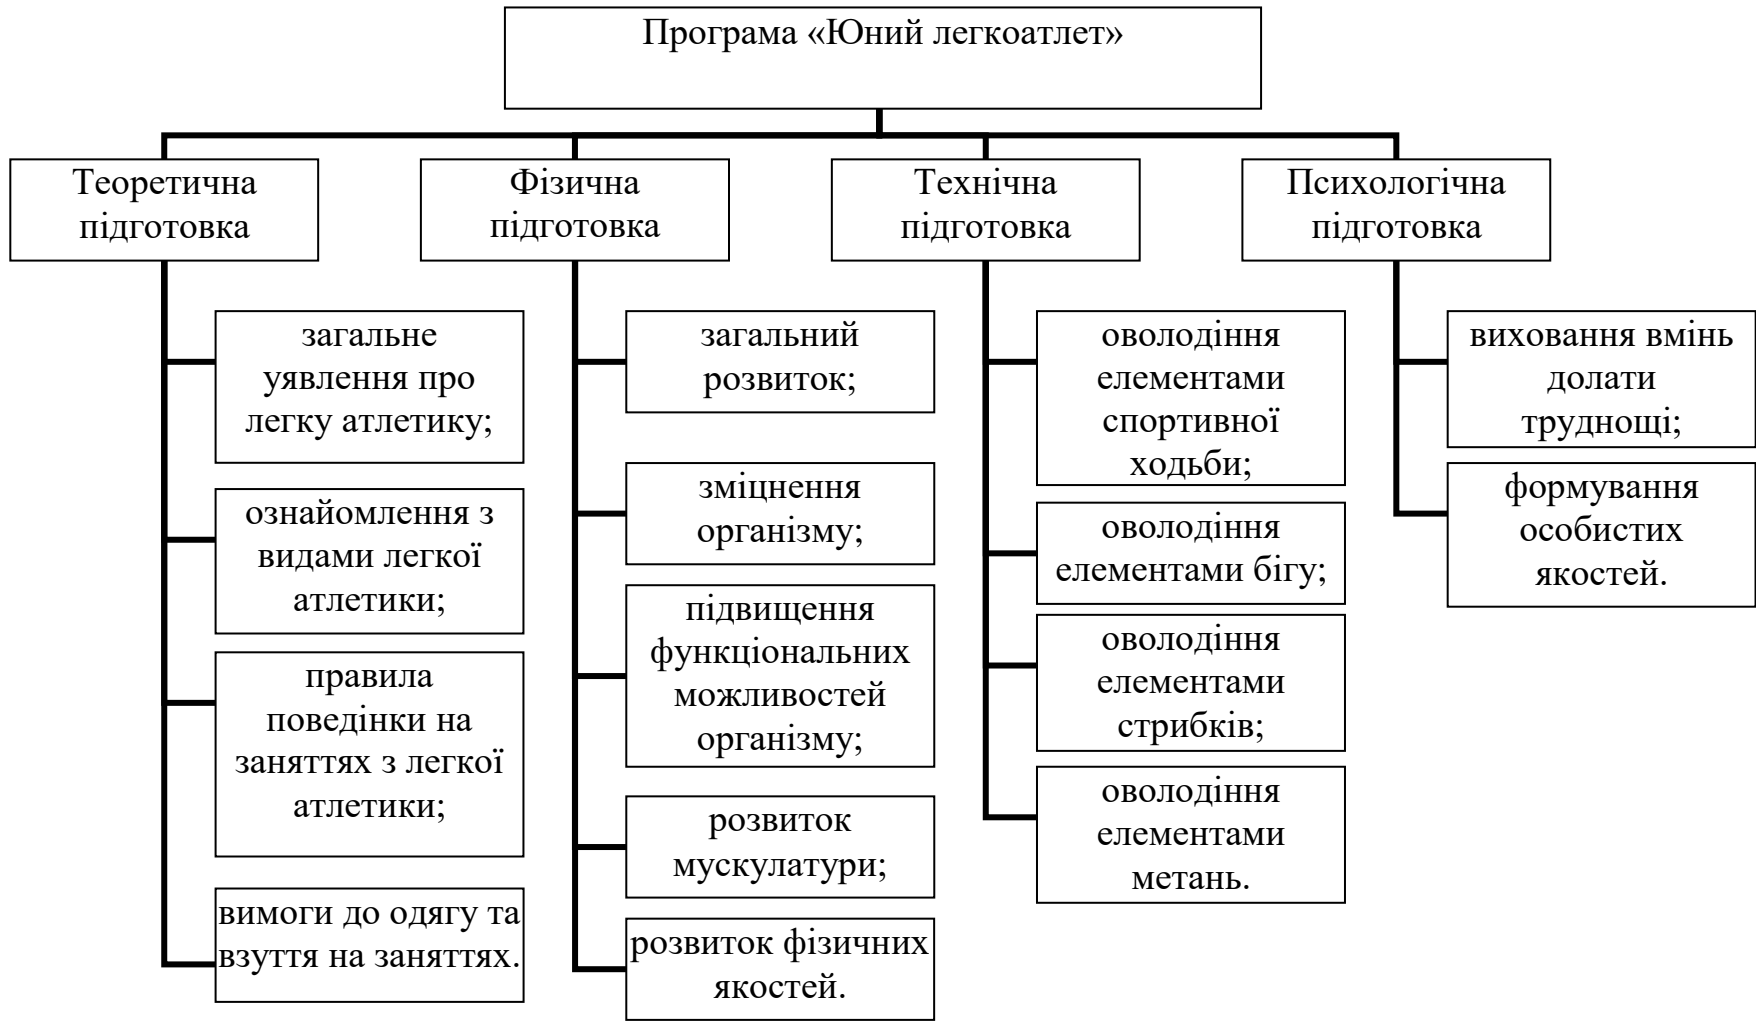 Програма «Юний легкоатлет»
Теоретична
підготовка
загальне
уявлення про
легку атлетику;
ознайомлення з
видами легкої
атлетики;
правила
поведінки на
заняттях з легкої
атлетики;
вимоги до одягу та
взуття на заняттях.
Фізична
підготовка
загальний
розвиток;
зміцнення
організму;
підвищення
функціональних
можливостей
організму;
розвиток
мускулатури;
розвиток фізичних
якостей.
Технічна
підготовка
оволодіння
елементами
спортивної
ходьби;
оволодіння
елементами бігу;
оволодіння
елементами
стрибків;
оволодіння
елементами
метань.
Психологічна
підготовка
виховання вмінь
долати
труднощі;
формування
особистих
якостей.